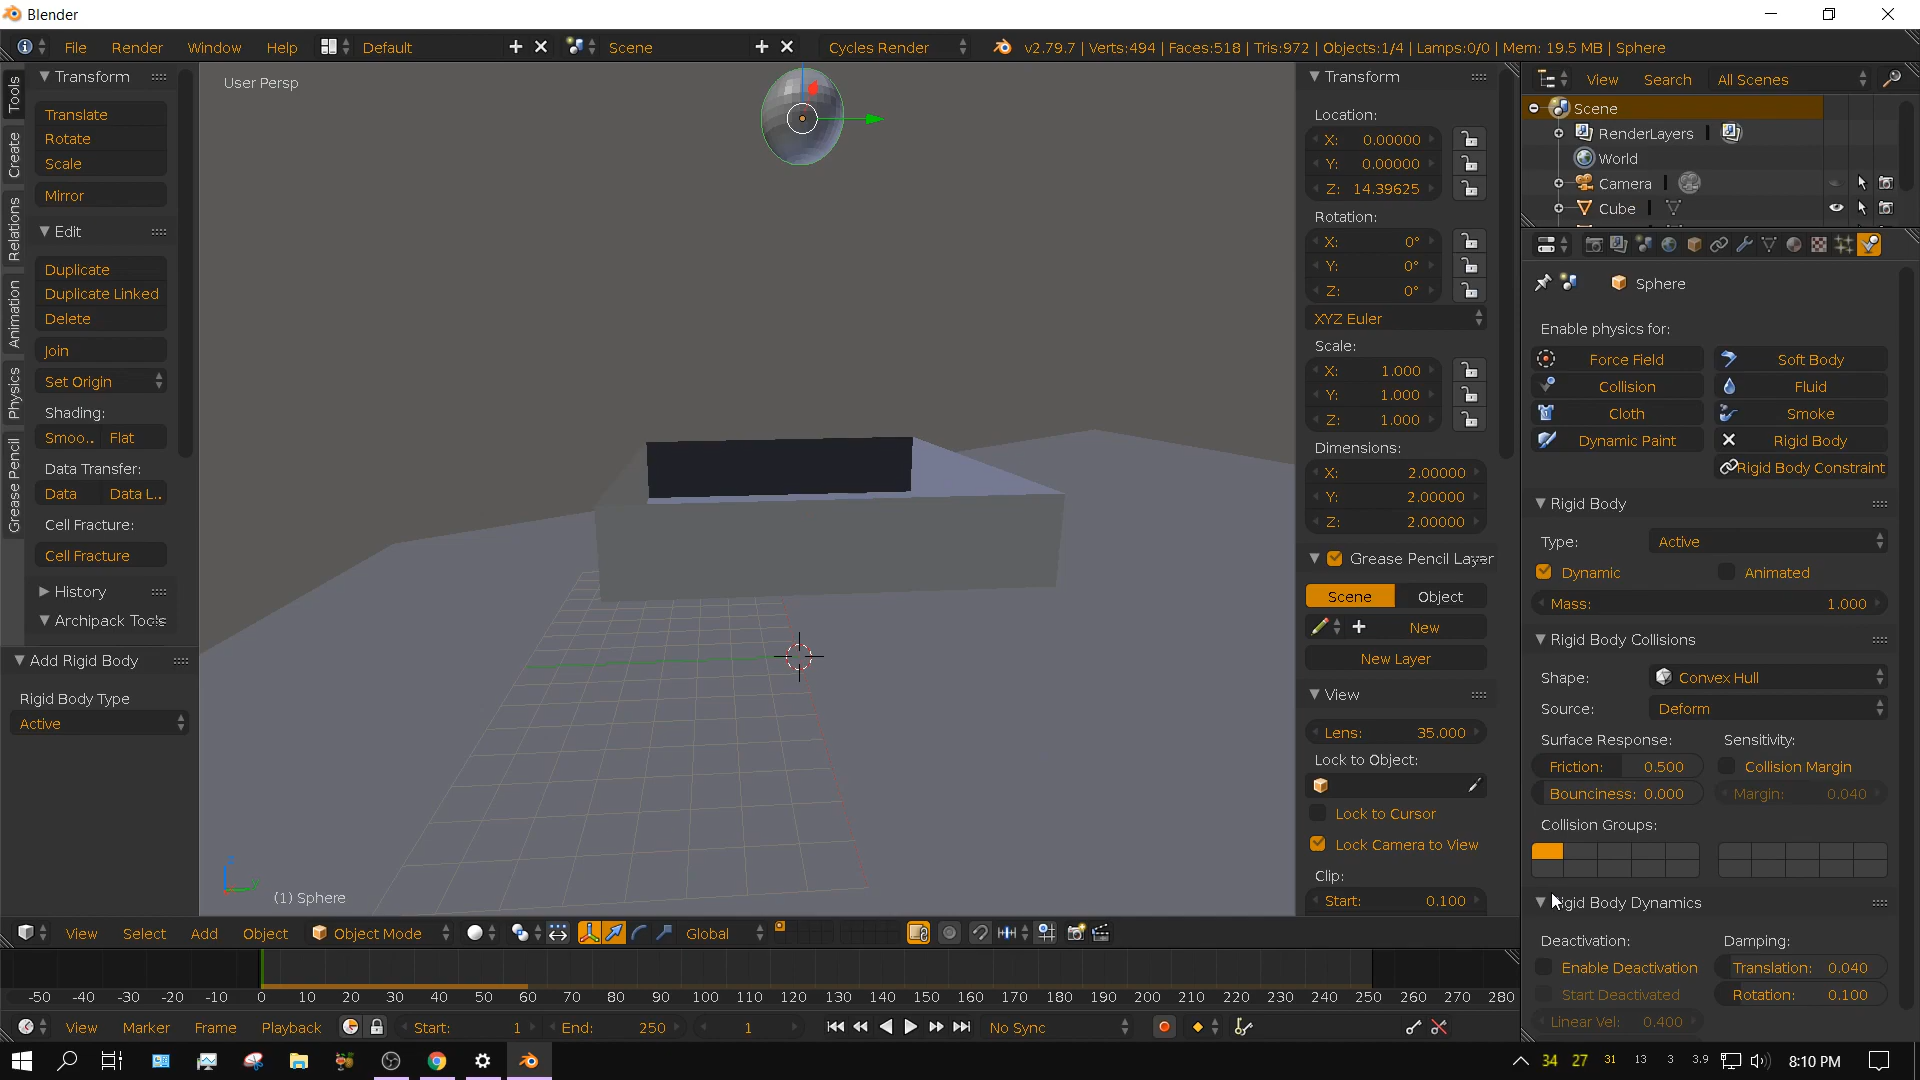 Blender
File Render Window Help Default Scene Cycles Render v2.79.7 | Verts:494 | Faces:518 | Tris:972 | Objects:1/4 | Lamps:0/0 | Mem: 19.5 MB | Sphere
Tools
Create
Relations
Animation
Physics
Grease Pencil
Transform
Translate
Rotate
Scale
Mirror
Edit
Duplicate
Duplicate Linked
Delete
Join
Set Origin
Shading:
Smoo.. Flat
Data Transfer:
Data Data L..
Cell Fracture:
Cell Fracture
History
Archipack Tools
Add Rigid Body
Rigid Body Type
Active
User Persp
(1) Sphere
Transform
Location:
X: 0.00000
Y: 0.00000
Z: 14.39625
Rotation:
X: 0°
Y: 0°
Z: 0°
XYZ Euler
Scale:
X: 1.000
Y: 1.000
Z: 1.000
Dimensions:
X: 2.00000
Y: 2.00000
Z: 2.00000
Grease Pencil Layer
Scene Object
New
New Layer
View
Lens: 35.000
Lock to Object:
Lock to Cursor
Lock Camera to View
Clip:
Start: 0.100
View Search All Scenes
Scene
RenderLayers
World
Camera
Cube
Sphere
Enable physics for:
Force Field Soft Body
Collision Fluid
Cloth Smoke
Dynamic Paint Rigid Body
Rigid Body Constraint
Rigid Body
Type: Active
Dynamic Animated
Mass: 1.000
Rigid Body Collisions
Shape: Convex Hull
Source: Deform
Surface Response: Sensitivity:
Friction: 0.500 Collision Margin
Bounciness: 0.000 Margin: 0.040
Collision Groups:
Rigid Body Dynamics
Deactivation: Damping:
Enable Deactivation Translation: 0.040
Start Deactivated Rotation: 0.100
Linear Vel: 0.400
View Select Add Object Object Mode Global
-50 -40 -30 -20 -10 0 10 20 30 40 50 60 70 80 90 100 110 120 130 140 150 160 170 180 190 200 210 220 230 240 250 260 270 280
View Marker Frame Playback Start: 1 End: 250 1 No Sync
34 27 31 13 3 3.9 8:10 PM